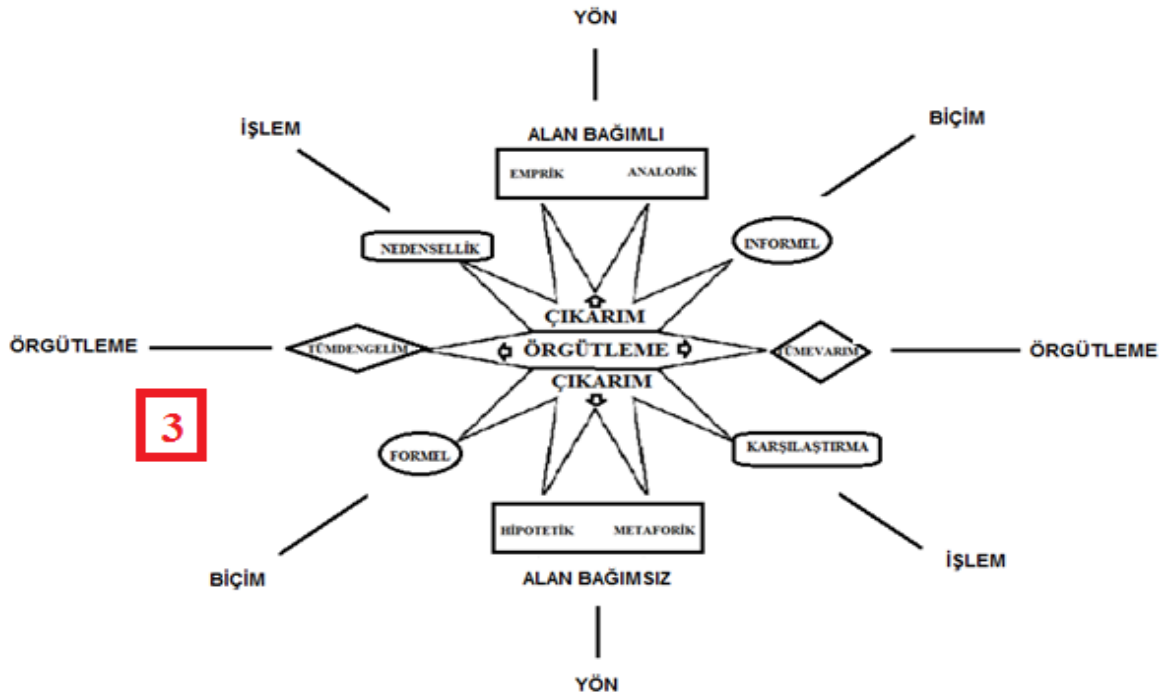 YÖN
İŞLEM
BİÇİM
ALAN BAĞIMLI
EMPRİK ANALOJİK
NEDENSELLİK
INFORMEL
ÇIKARIM
ÖRGÜTLEME
TÜMDENGELİM
ÖRGÜTLEME
TÜMEVARIM
ÖRGÜTLEME
ÇIKARIM
3
FORMEL
KARŞILAŞTIRMA
HİPOTETİK METAFORİK
BİÇİM
ALAN BAĞIMSIZ
İŞLEM
YÖN